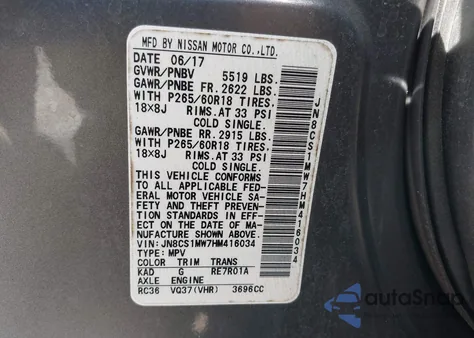 MFD BY NISSAN MOTOR CO.,LTD.
DATE 06/17
GVWR/PNBV 5519 LBS.
GAWR/PNBE FR. 2622 LBS.
WITH P265/60R18 TIRES.
18x8J RIMS.AT 33 PSI
COLD SINGLE.
GAWR/PNBE RR. 2915 LBS.
WITH P265/60R18 TIRES.
18x8J RIMS.AT 33 PSI
COLD SINGLE.
THIS VEHICLE CONFORMS
TO ALL APPLICABLE FED-
ERAL MOTOR VEHICLE SA-
FETY AND THEFT PREVEN-
TION STANDARDS IN EFF-
ECT ON THE DATE OF MA-
NUFACTURE SHOWN ABOVE.
VIN:JN8CS1MW7HM416034
TYPE:MPV
COLOR TRIM TRANS
KAD G RE7R01A
AXLE ENGINE
RC36 VQ37(VHR) 3696CC
JN8CS1MW7HM416034
autoSnap